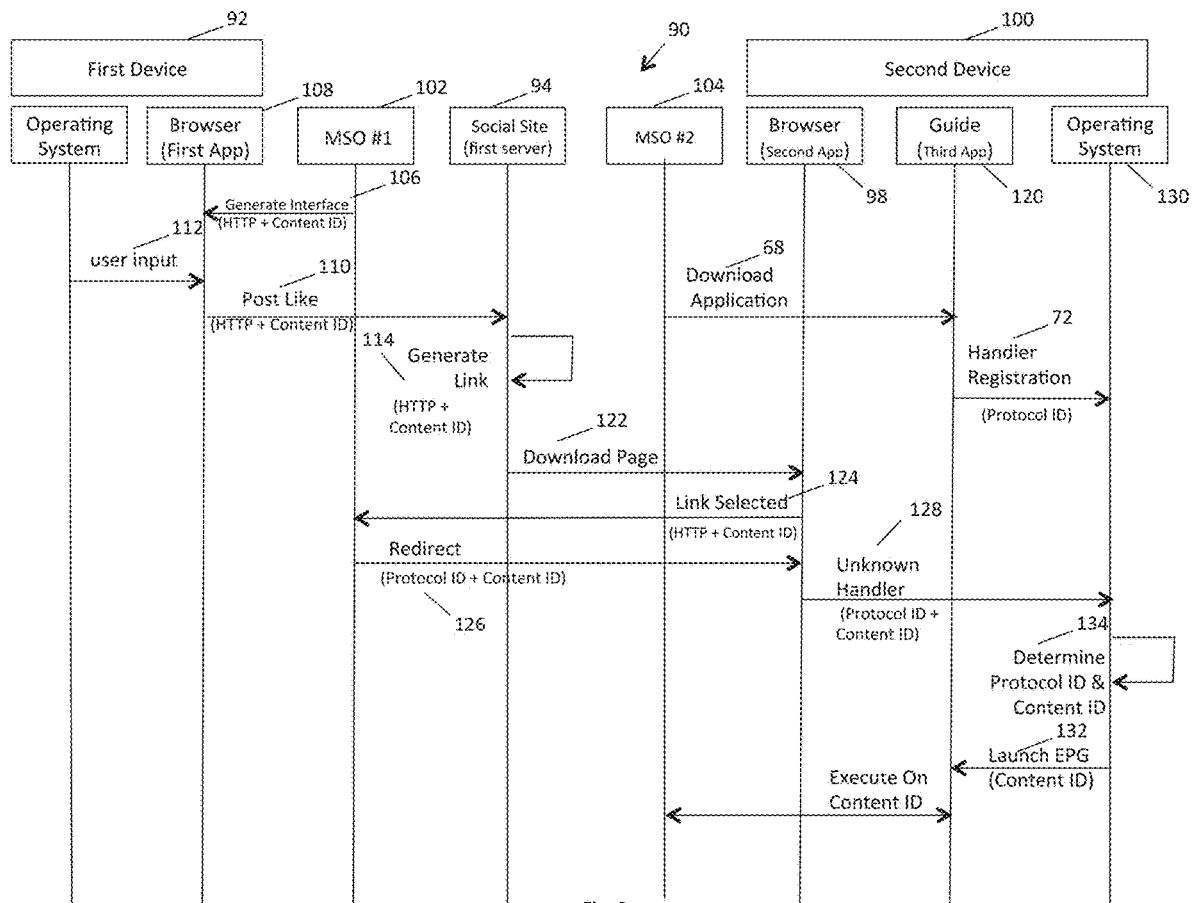 92
90
100
First Device
Second Device
108
102
94
104
Operating
System
Browser
(First App)
MSO #1
Social Site
(first server)
MSO #2
Browser
(Second App)
Guide
(Third App)
Operating
System
106
98
120
130
Generate Interface
(HTTP + Content ID)
112
user input
68
Download
Application
110
Post Like
(HTTP + Content ID)
72
Handler
Registration
(Protocol ID)
114
Generate
Link
(HTTP +
Content ID)
122
Download Page
124
Link Selected
(HTTP + Content ID)
128
Redirect
(Protocol ID + Content ID)
126
Unknown
Handler
(Protocol ID +
Content ID)
134
Determine
Protocol ID &
Content ID
132
Launch EPG
(Content ID)
Execute On
Content ID